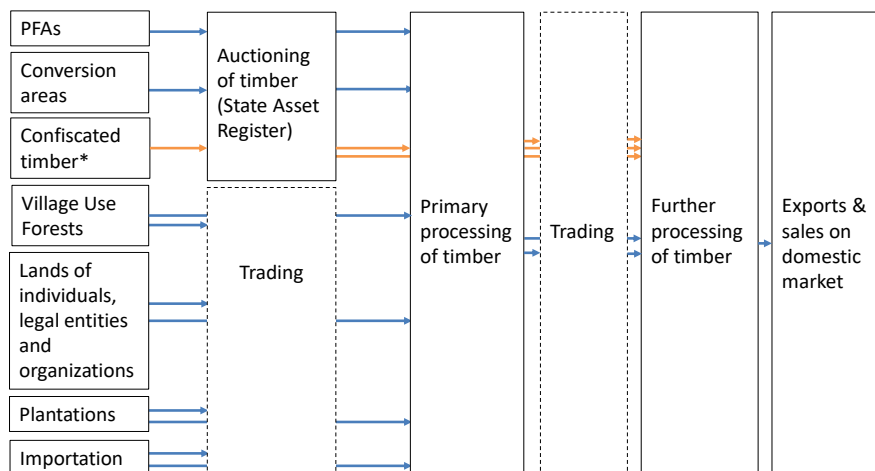 PFAs
Conversion
areas
Confiscated
timber*
Village Use
Forests
Lands of
individuals,
legal entities
and
organizations
Plantations
Importation
Auctioning
of timber
(State Asset
Register)
Trading
Primary
processing
of timber
Trading
Further
processing
of timber
Exports &
sales on
domestic
market